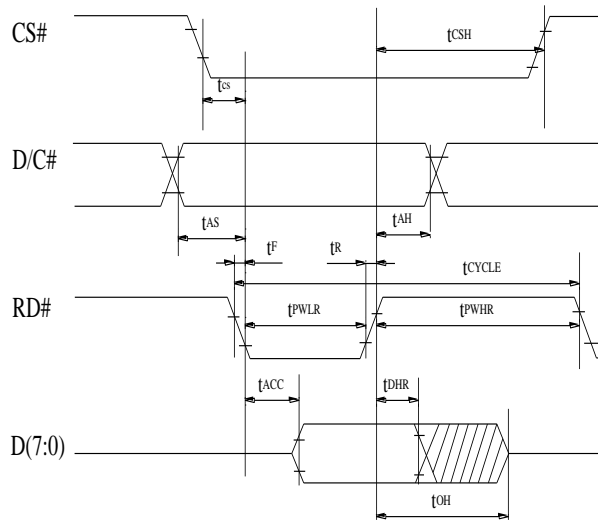 CS#
tCSH
tcs
D/C#
tAS
tAH
tF
tR
tCYCLE
RD#
tPWLR
tPWHR
tACC
tDHR
D(7:0)
tOH